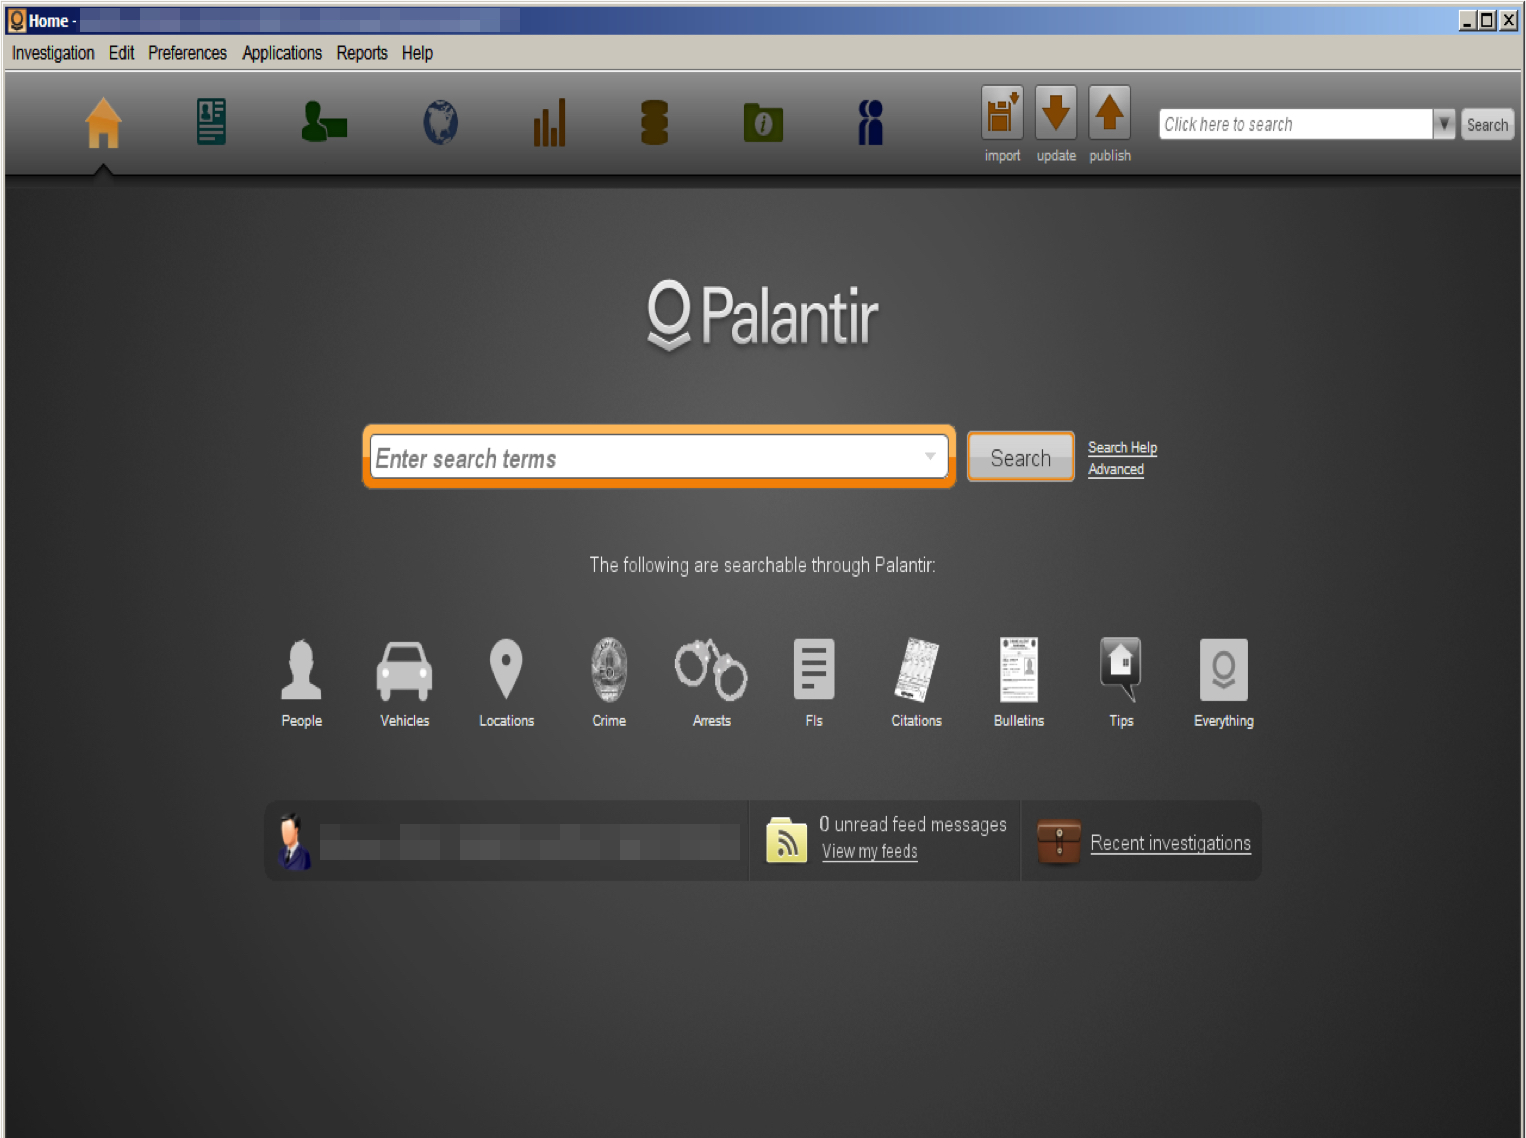 Home -
Investigation Edit Preferences Applications Reports Help
Click here to search
Search
import update publish
Palantir
Enter search terms
Search
Search Help
Advanced
The following are searchable through Palantir:
People Vehicles Locations Crime Arrests FIs Citations Bulletins Tips Everything
0 unread feed messages
View my feeds
Recent investigations